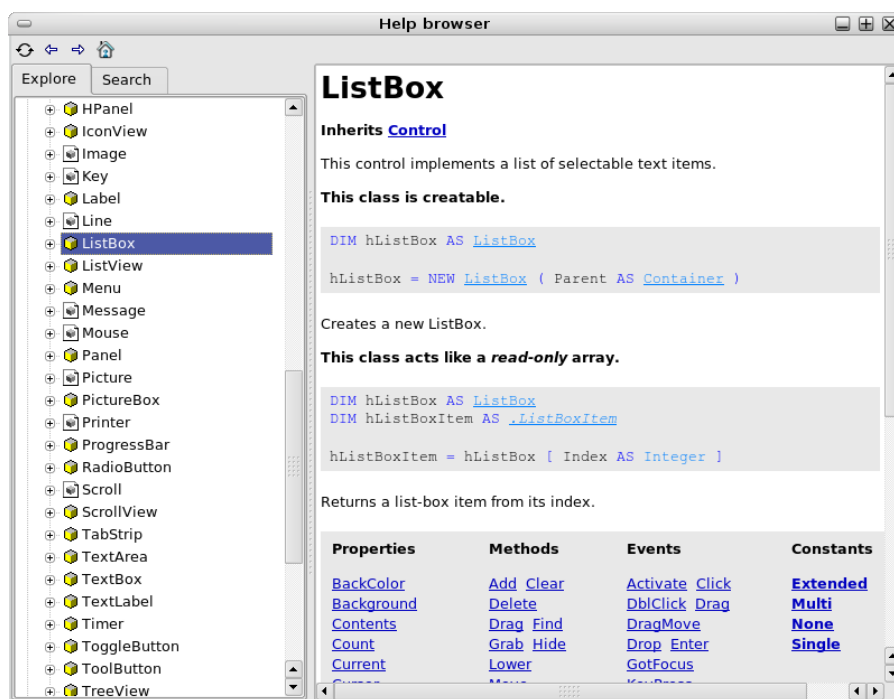 Help browser
Explore
Search
HPanel
IconView
Image
Key
Label
Line
ListBox
ListView
Menu
Message
Mouse
Panel
Picture
PictureBox
Printer
ProgressBar
RadioButton
Scroll
ScrollView
TabStrip
TextArea
TextBox
TextLabel
Timer
ToggleButton
ToolButton
TreeView
ListBox
Inherits Control
This control implements a list of selectable text items.
This class is creatable.
DIM hListBox AS ListBox
hListBox = NEW ListBox ( Parent AS Container )
Creates a new ListBox.
This class acts like a read-only array.
DIM hListBox AS ListBox
DIM hListBoxItem AS .ListBoxItem
hListBoxItem = hListBox [ Index AS Integer ]
Returns a list-box item from its index.
Properties Methods Events Constants
BackColor Add Clear Activate Click Extended
Background Delete DblClick Drag Multi
Contents Drag Find DragMove None
Count Grab Hide Drop Enter Single
Current Lower GotFocus
Cursor Move KeyPress